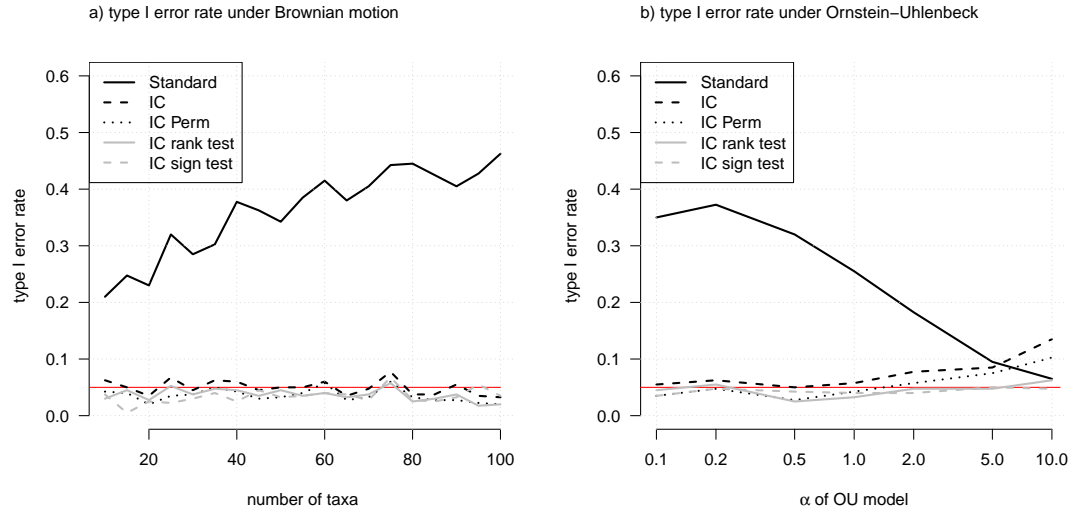 a) type I error rate under Brownian motion
Standard
IC
IC Perm
IC rank test
IC sign test
type I error rate
0.6
0.5
0.4
0.3
0.2
0.1
0.0
20 40 60 80 100
number of taxa
b) type I error rate under Ornstein−Uhlenbeck
Standard
IC
IC Perm
IC rank test
IC sign test
type I error rate
0.6
0.5
0.4
0.3
0.2
0.1
0.0
0.1 0.2 0.5 1.0 2.0 5.0 10.0
α of OU model